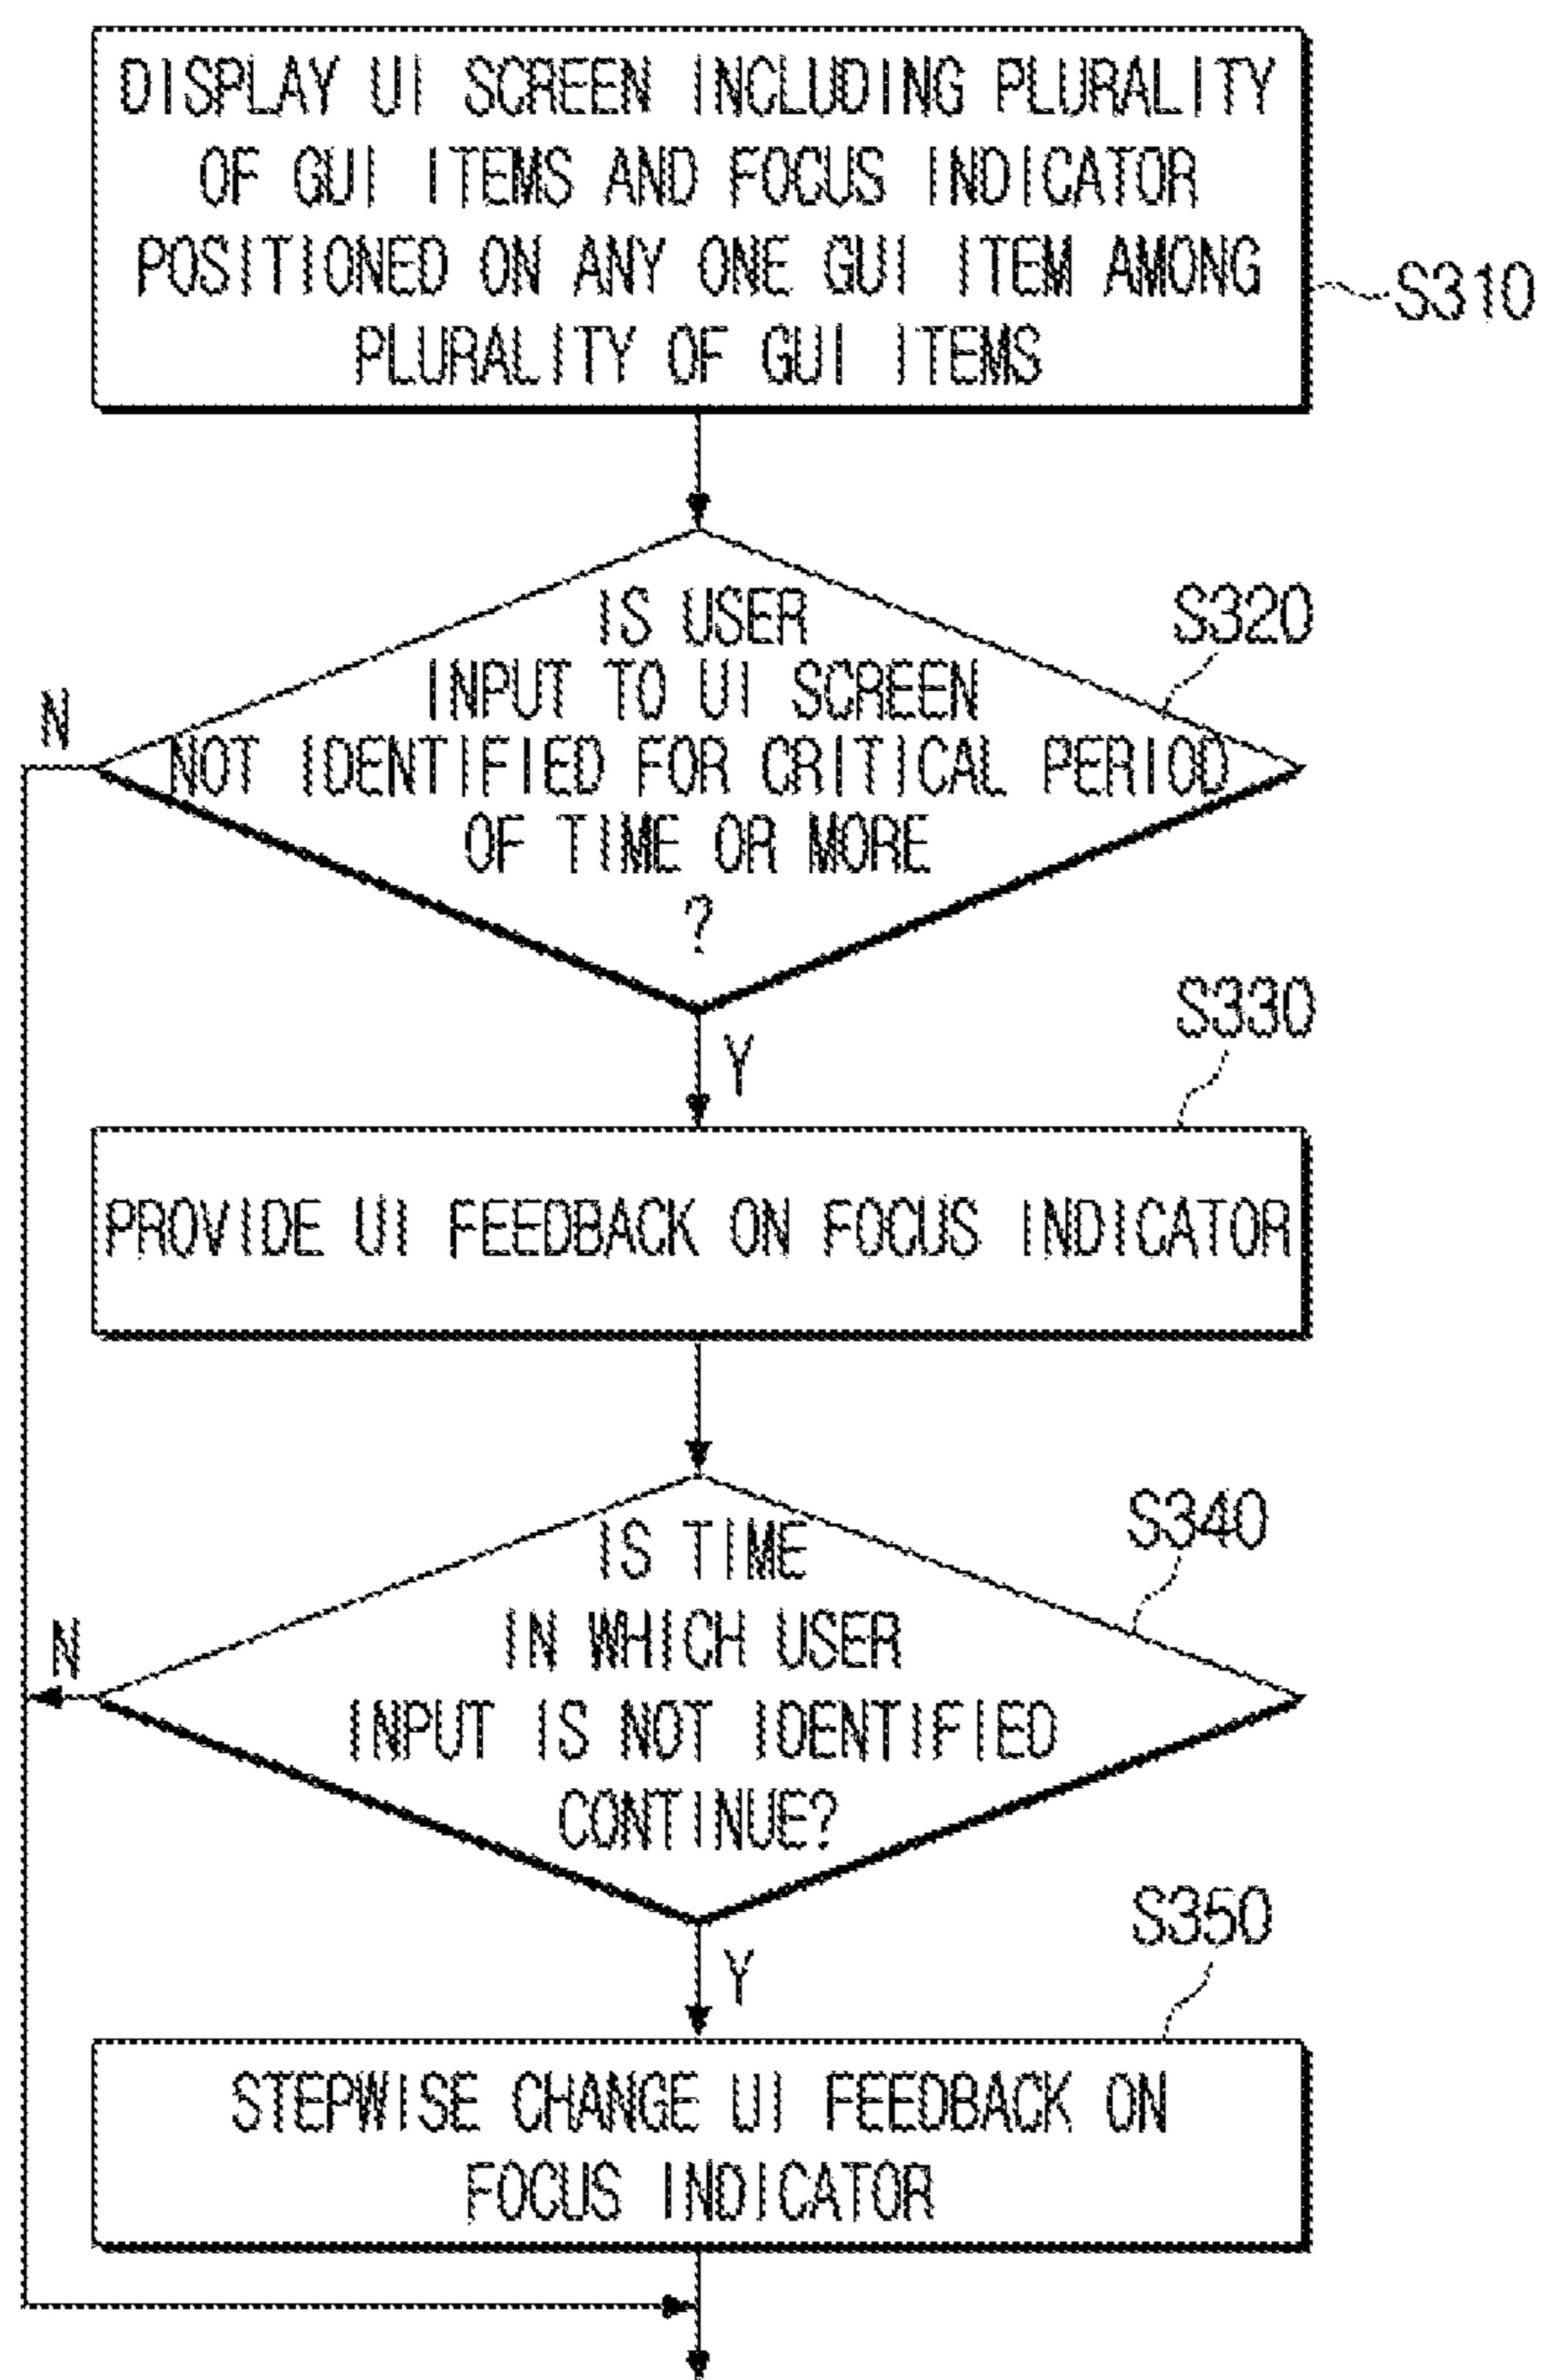 DISPLAY UI SCREEN INCLUDING PLURALITY
OF GUI ITEMS AND FOCUS INDICATOR
POSITIONED ON ANY ONE GUI ITEM AMONG
PLURALITY OF GUI ITEMS
S310
IS USER
INPUT TO UI SCREEN
NOT IDENTIFIED FOR CRITICAL PERIOD
OF TIME OR MORE
?
S320
N
Y
S330
PROVIDE UI FEEDBACK ON FOCUS INDICATOR
IS TIME
IN WHICH USER
INPUT IS NOT IDENTIFIED
CONTINUE?
S340
N
Y
S350
STEPWISE CHANGE UI FEEDBACK ON
FOCUS INDICATOR